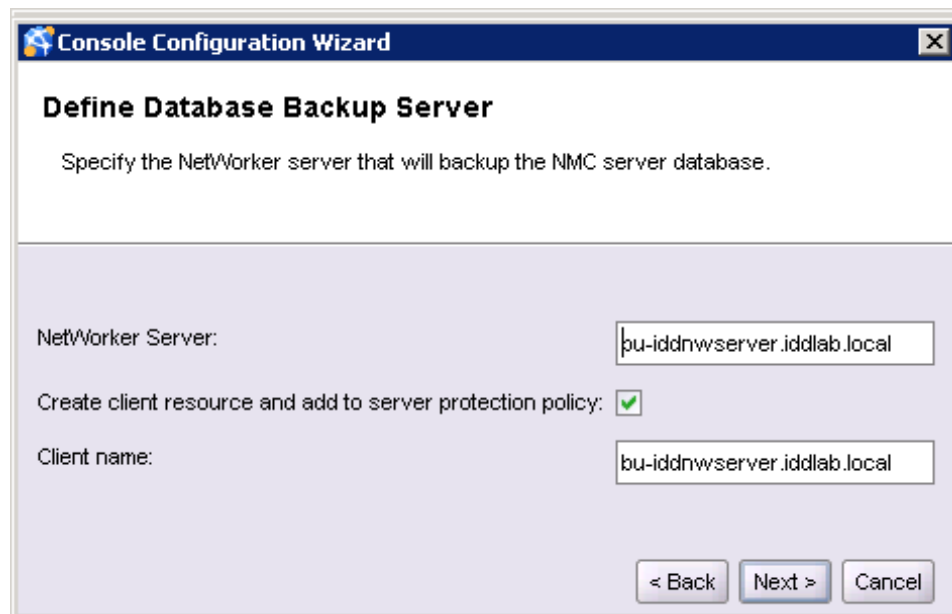 Console Configuration Wizard
Define Database Backup Server
Specify the NetWorker server that will backup the NMC server database.
NetWorker Server:
bu-iddnwserver.iddlab.local
Create client resource and add to server protection policy:
Client name:
bu-iddnwserver.iddlab.local
< Back
Next >
Cancel